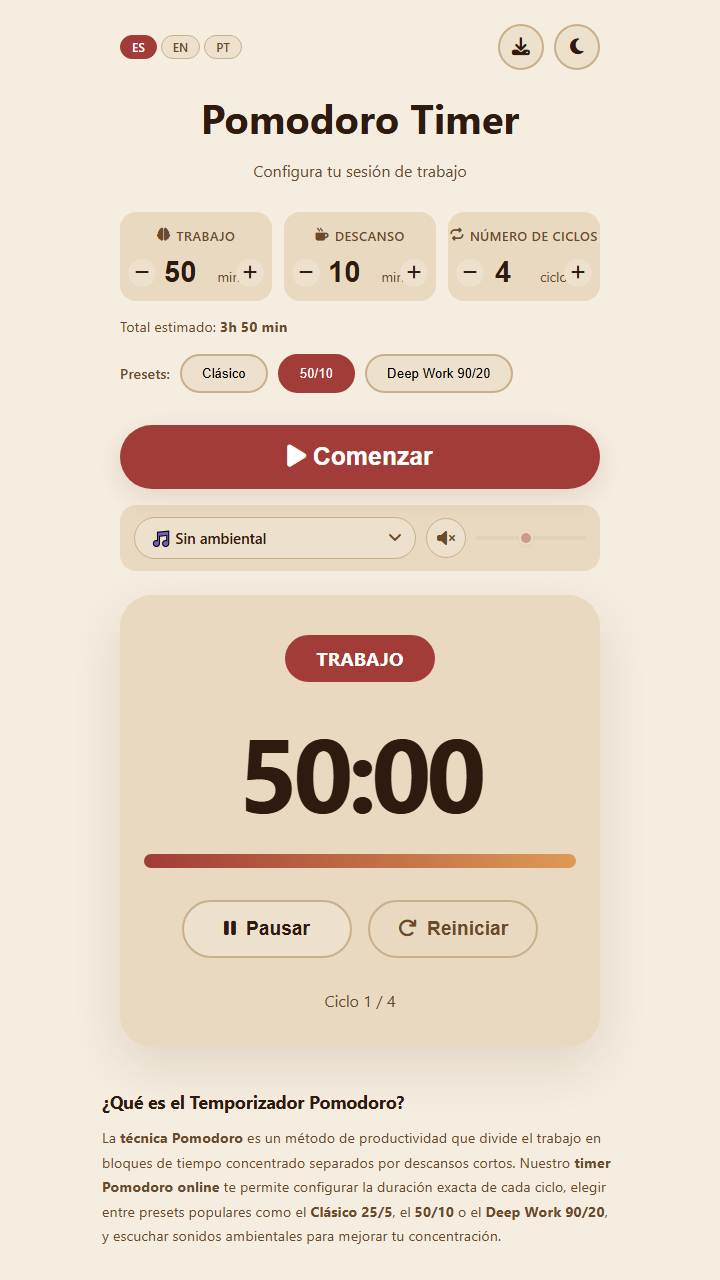 ES EN PT
Pomodoro Timer
Configura tu sesión de trabajo
TRABAJO DESCANSO NÚMERO DE CICLOS
− 50 min + − 10 min + − 4 ciclo +
Total estimado: 3h 50 min
Presets: Clásico 50/10 Deep Work 90/20
Comenzar
Sin ambiental
TRABAJO
50:00
Pausar Reiniciar
Ciclo 1 / 4
¿Qué es el Temporizador Pomodoro?
La técnica Pomodoro es un método de productividad que divide el trabajo en
bloques de tiempo concentrado separados por descansos cortos. Nuestro timer
Pomodoro online te permite configurar la duración exacta de cada ciclo, elegir
entre presets populares como el Clásico 25/5, el 50/10 o el Deep Work 90/20,
y escuchar sonidos ambientales para mejorar tu concentración.